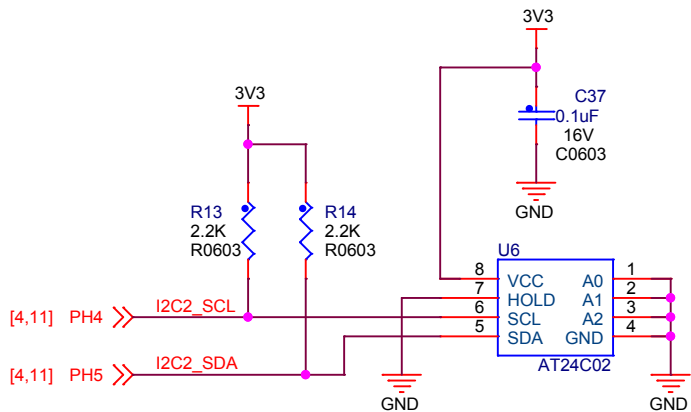 3V3
C37
0.1uF
16V
C0603
GND
3V3
R13
2.2K
R0603
R14
2.2K
R0603
U6
8 VCC A0 1
7 HOLD A1 2
6 SCL A2 3
5 SDA GND 4
AT24C02
[4,11] PH4 I2C2_SCL
[4,11] PH5 I2C2_SDA
GND
GND